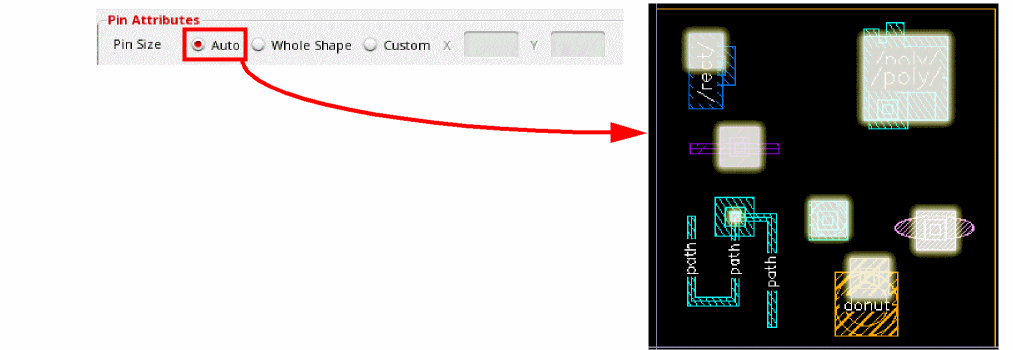 Pin Attributes
Pin Size Auto Whole Shape Custom X Y
/rect/
/poly/
/poly/
path
path
path
donut